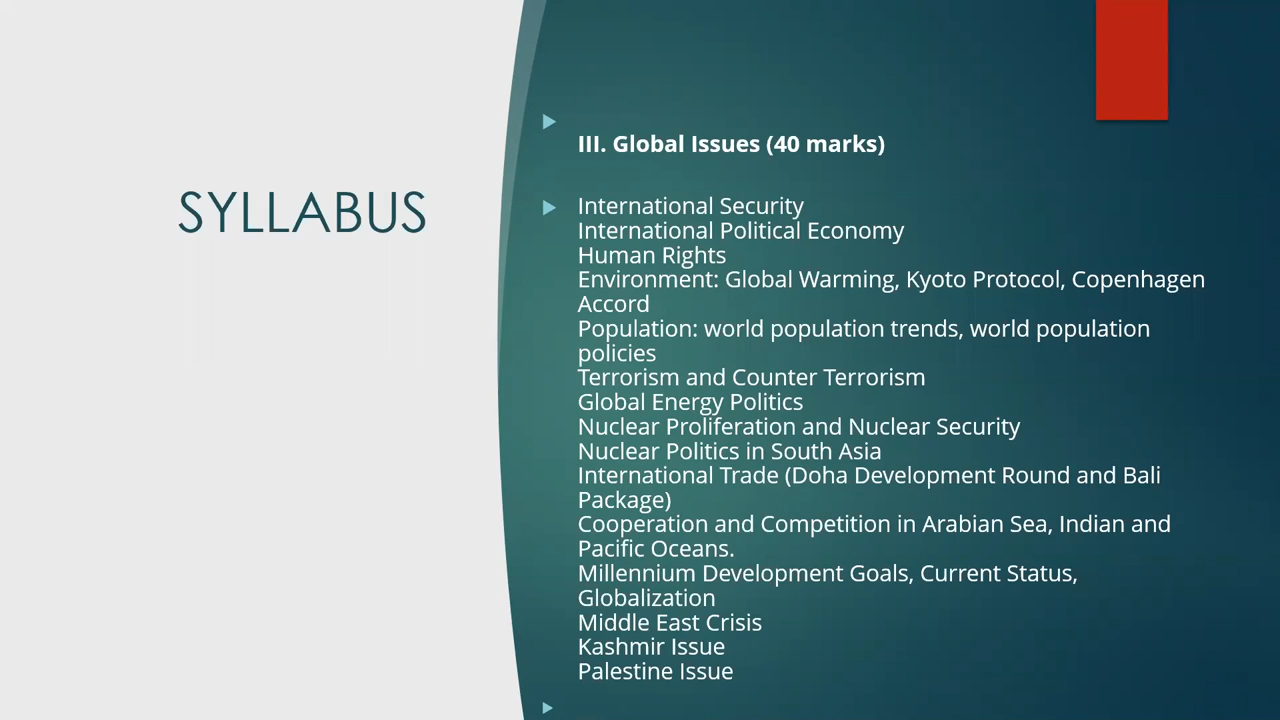 SYLLABUS
III. Global Issues (40 marks)
International Security
International Political Economy
Human Rights
Environment: Global Warming, Kyoto Protocol, Copenhagen
Accord
Population: world population trends, world population
policies
Terrorism and Counter Terrorism
Global Energy Politics
Nuclear Proliferation and Nuclear Security
Nuclear Politics in South Asia
International Trade (Doha Development Round and Bali
Package)
Cooperation and Competition in Arabian Sea, Indian and
Pacific Oceans.
Millennium Development Goals, Current Status,
Globalization
Middle East Crisis
Kashmir Issue
Palestine Issue